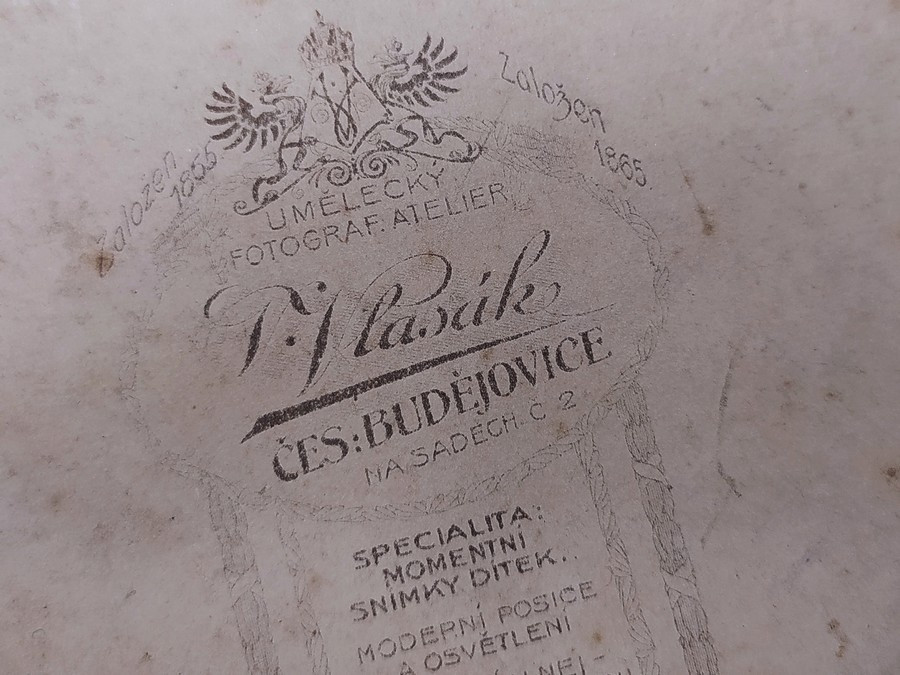 Založen
1855
Založen
1865.
UMĚLECKÝ
FOTOGRAF. ATELIER
P. Vlasák
ČES: BUDĚJOVICE
NA SADĚCH. Č 2
SPECIALITA:
MOMENTNÍ
SNÍMKY DÍTEK..
MODERNÍ POSICE
A OSVĚTLENÍ